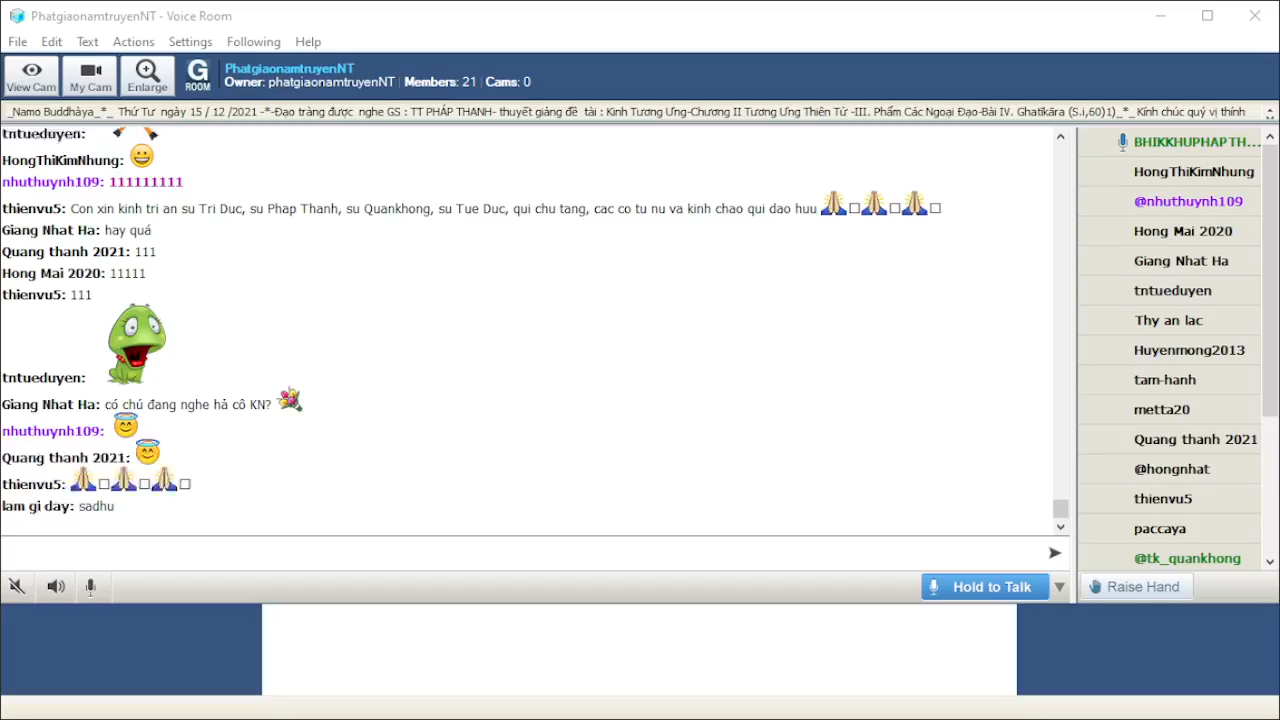 PhatgiaonamtruyenNT - Voice Room
File Edit Text Actions Settings Following Help
View Cam My Cam Enlarge G ROOM
PhatgiaonamtruyenNT
Owner: phatgiaonamtruyenNT Members: 21 Cams: 0
_Namo Buddhàya_*_ Thứ Tư ngày 15 / 12 /2021 -*-Đạo tràng được nghe GS : TT PHÁP THANH- thuyết giảng đề tài : Kinh Tương Ưng-Chương II Tương Ưng Thiên Tử -III. Phẩm Các Ngoại Đạo-Bài IV. Ghatìkàra (S.i,60)1)_*_ Kính chúc quý vị thính
tntueduyen:
HongThiKimNhung:
nhuthuynh109: 111111111
thienvu5: Con xin kinh tri an su Tri Duc, su Phap Thanh, su Quankhong, su Tue Duc, qui chu tang, cac co tu nu va kinh chao qui dao huu
Giang Nhat Ha: hay quá
Quang thanh 2021: 111
Hong Mai 2020: 11111
thienvu5: 111
tntueduyen:
Giang Nhat Ha: có chú đang nghe hả cô KN?
nhuthuynh109:
Quang thanh 2021:
thienvu5:
lam gi day: sadhu
BHIKKHUPHAPTH...
HongThiKimNhung
@nhuthuynh109
Hong Mai 2020
Giang Nhat Ha
tntueduyen
Thy an lac
Huyenmong2013
tam-hanh
metta20
Quang thanh 2021
@hongnhat
thienvu5
paccaya
@tk_quankhong
Hold to Talk
Raise Hand